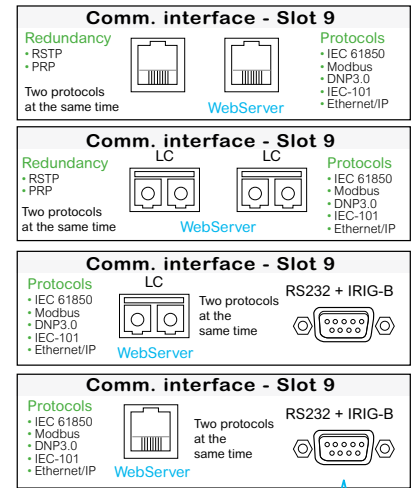 Comm. interface - Slot 9
Redundancy
• RSTP
• PRP
Two protocols
at the same time
WebServer
Protocols
• IEC 61850
• Modbus
• DNP3.0
• IEC-101
• Ethernet/IP
Comm. interface - Slot 9
Redundancy
• RSTP
• PRP
Two protocols
at the same time
LC
LC
WebServer
Protocols
• IEC 61850
• Modbus
• DNP3.0
• IEC-101
• Ethernet/IP
Comm. interface - Slot 9
Protocols
• IEC 61850
• Modbus
• DNP3.0
• IEC-101
• Ethernet/IP
LC
WebServer
Two protocols
at the
same time
RS232 + IRIG-B
Comm. interface - Slot 9
Protocols
• IEC 61850
• Modbus
• DNP3.0
• IEC-101
• Ethernet/IP
WebServer
Two protocols
at the
same time
RS232 + IRIG-B